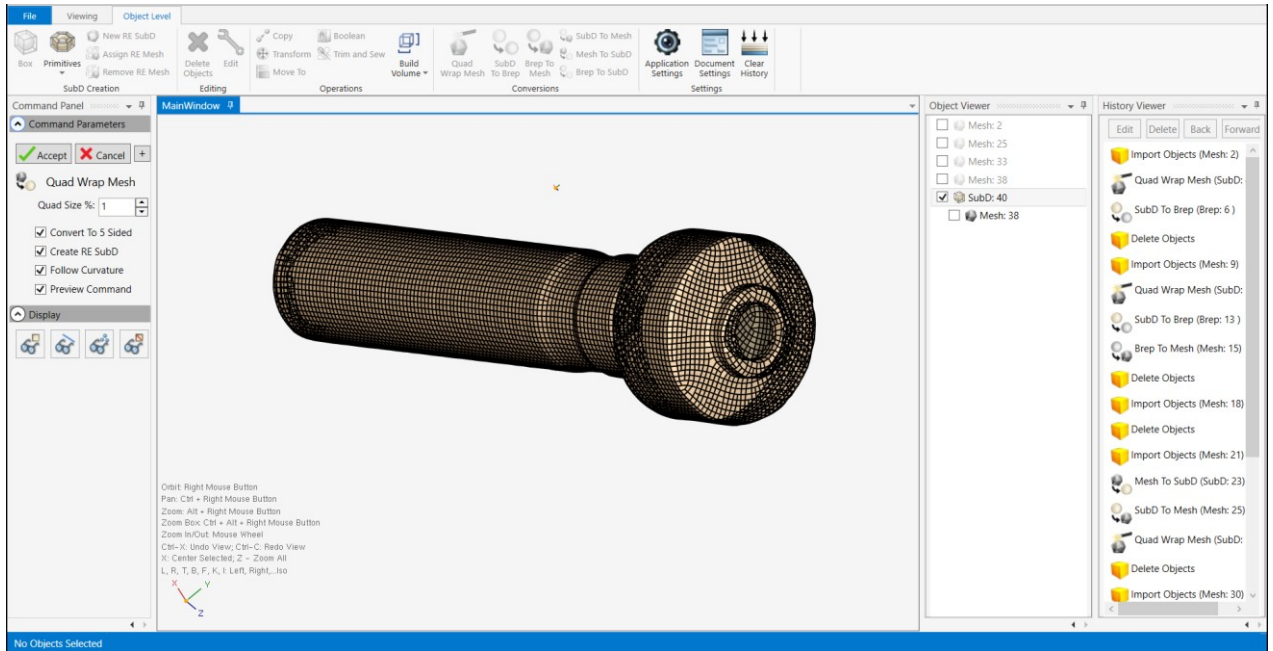 File Viewing Object Level
Box
Primitives
New RE SubD
Assign RE Mesh
Remove RE Mesh
SubD Creation
Delete Objects
Edit
Editing
Copy
Transform
Move To
Boolean
Trim and Sew
Build Volume
Operations
Quad Wrap Mesh
SubD To Brep
Brep To Mesh
SubD To Mesh
Mesh To SubD
Brep To SubD
Conversions
Application Settings
Document Settings
Clear History
Settings
Command Panel
Command Parameters
Accept Cancel +
Quad Wrap Mesh
Quad Size %: 1
Convert To 5 Sided
Create RE SubD
Follow Curvature
Preview Command
Display
MainWindow
Orbit: Right Mouse Button
Pan: Ctrl + Right Mouse Button
Zoom: Alt + Right Mouse Button
Zoom Box: Ctrl + Alt + Right Mouse Button
Zoom In/Out: Mouse Wheel
Ctrl-X: Undo View; Ctrl-C: Redo View
X: Center Selected; Z - Zoom All
L, R, T, B, F, K, I: Left, Right,...Iso
X Y
Z
Object Viewer
Mesh: 2
Mesh: 25
Mesh: 33
Mesh: 38
SubD: 40
Mesh: 38
History Viewer
Edit Delete Back Forward
Import Objects (Mesh: 2)
Quad Wrap Mesh (SubD:
SubD To Brep (Brep: 6 )
Delete Objects
Import Objects (Mesh: 9)
Quad Wrap Mesh (SubD:
SubD To Brep (Brep: 13 )
Brep To Mesh (Mesh: 15)
Delete Objects
Import Objects (Mesh: 18)
Delete Objects
Import Objects (Mesh: 21)
Mesh To SubD (SubD: 23)
SubD To Mesh (Mesh: 25)
Quad Wrap Mesh (SubD:
Delete Objects
Import Objects (Mesh: 30)
No Objects Selected